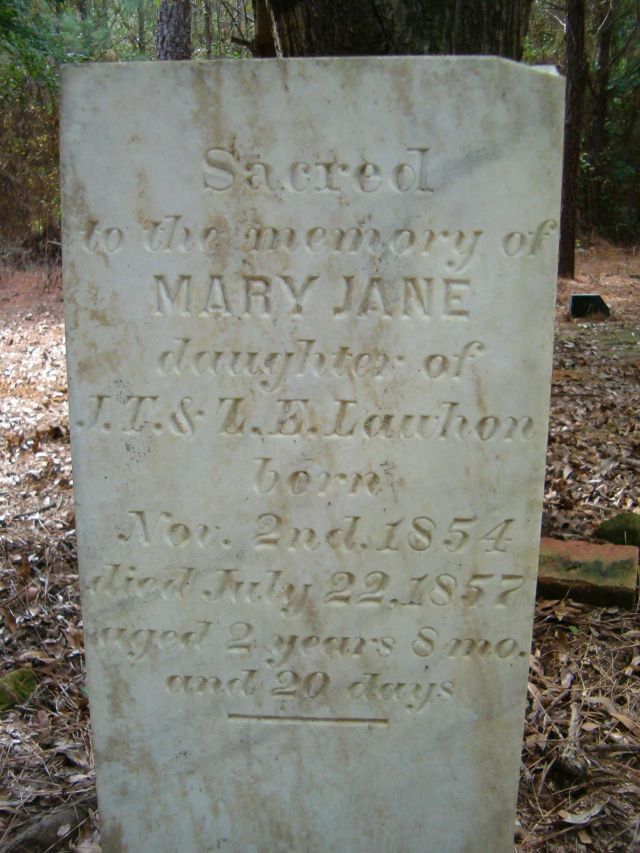 Sacred
to the memory of
MARY JANE
daughter of
J.T. & Z.E. Lawhon
born
Nov. 2nd. 1854
died July 22, 1857
aged 2 years 8 mo.
and 20 days